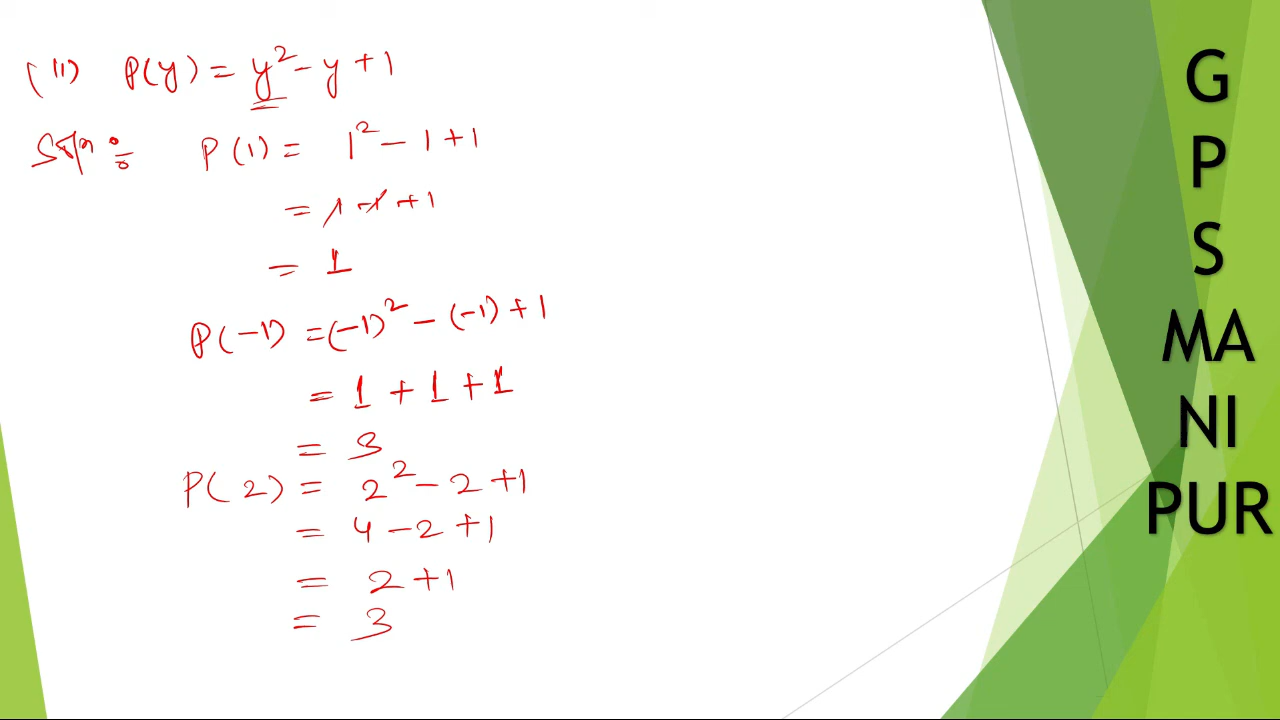 (ii) P(y) = y² - y + 1
Soln : P(1) = 1² - 1 + 1
= 1 - 1 + 1
= 1
P(-1) = (-1)² - (-1) + 1
= 1 + 1 + 1
= 3
P(2) = 2² - 2 + 1
= 4 - 2 + 1
= 2 + 1
= 3
G
P
S
MA
NI
PUR